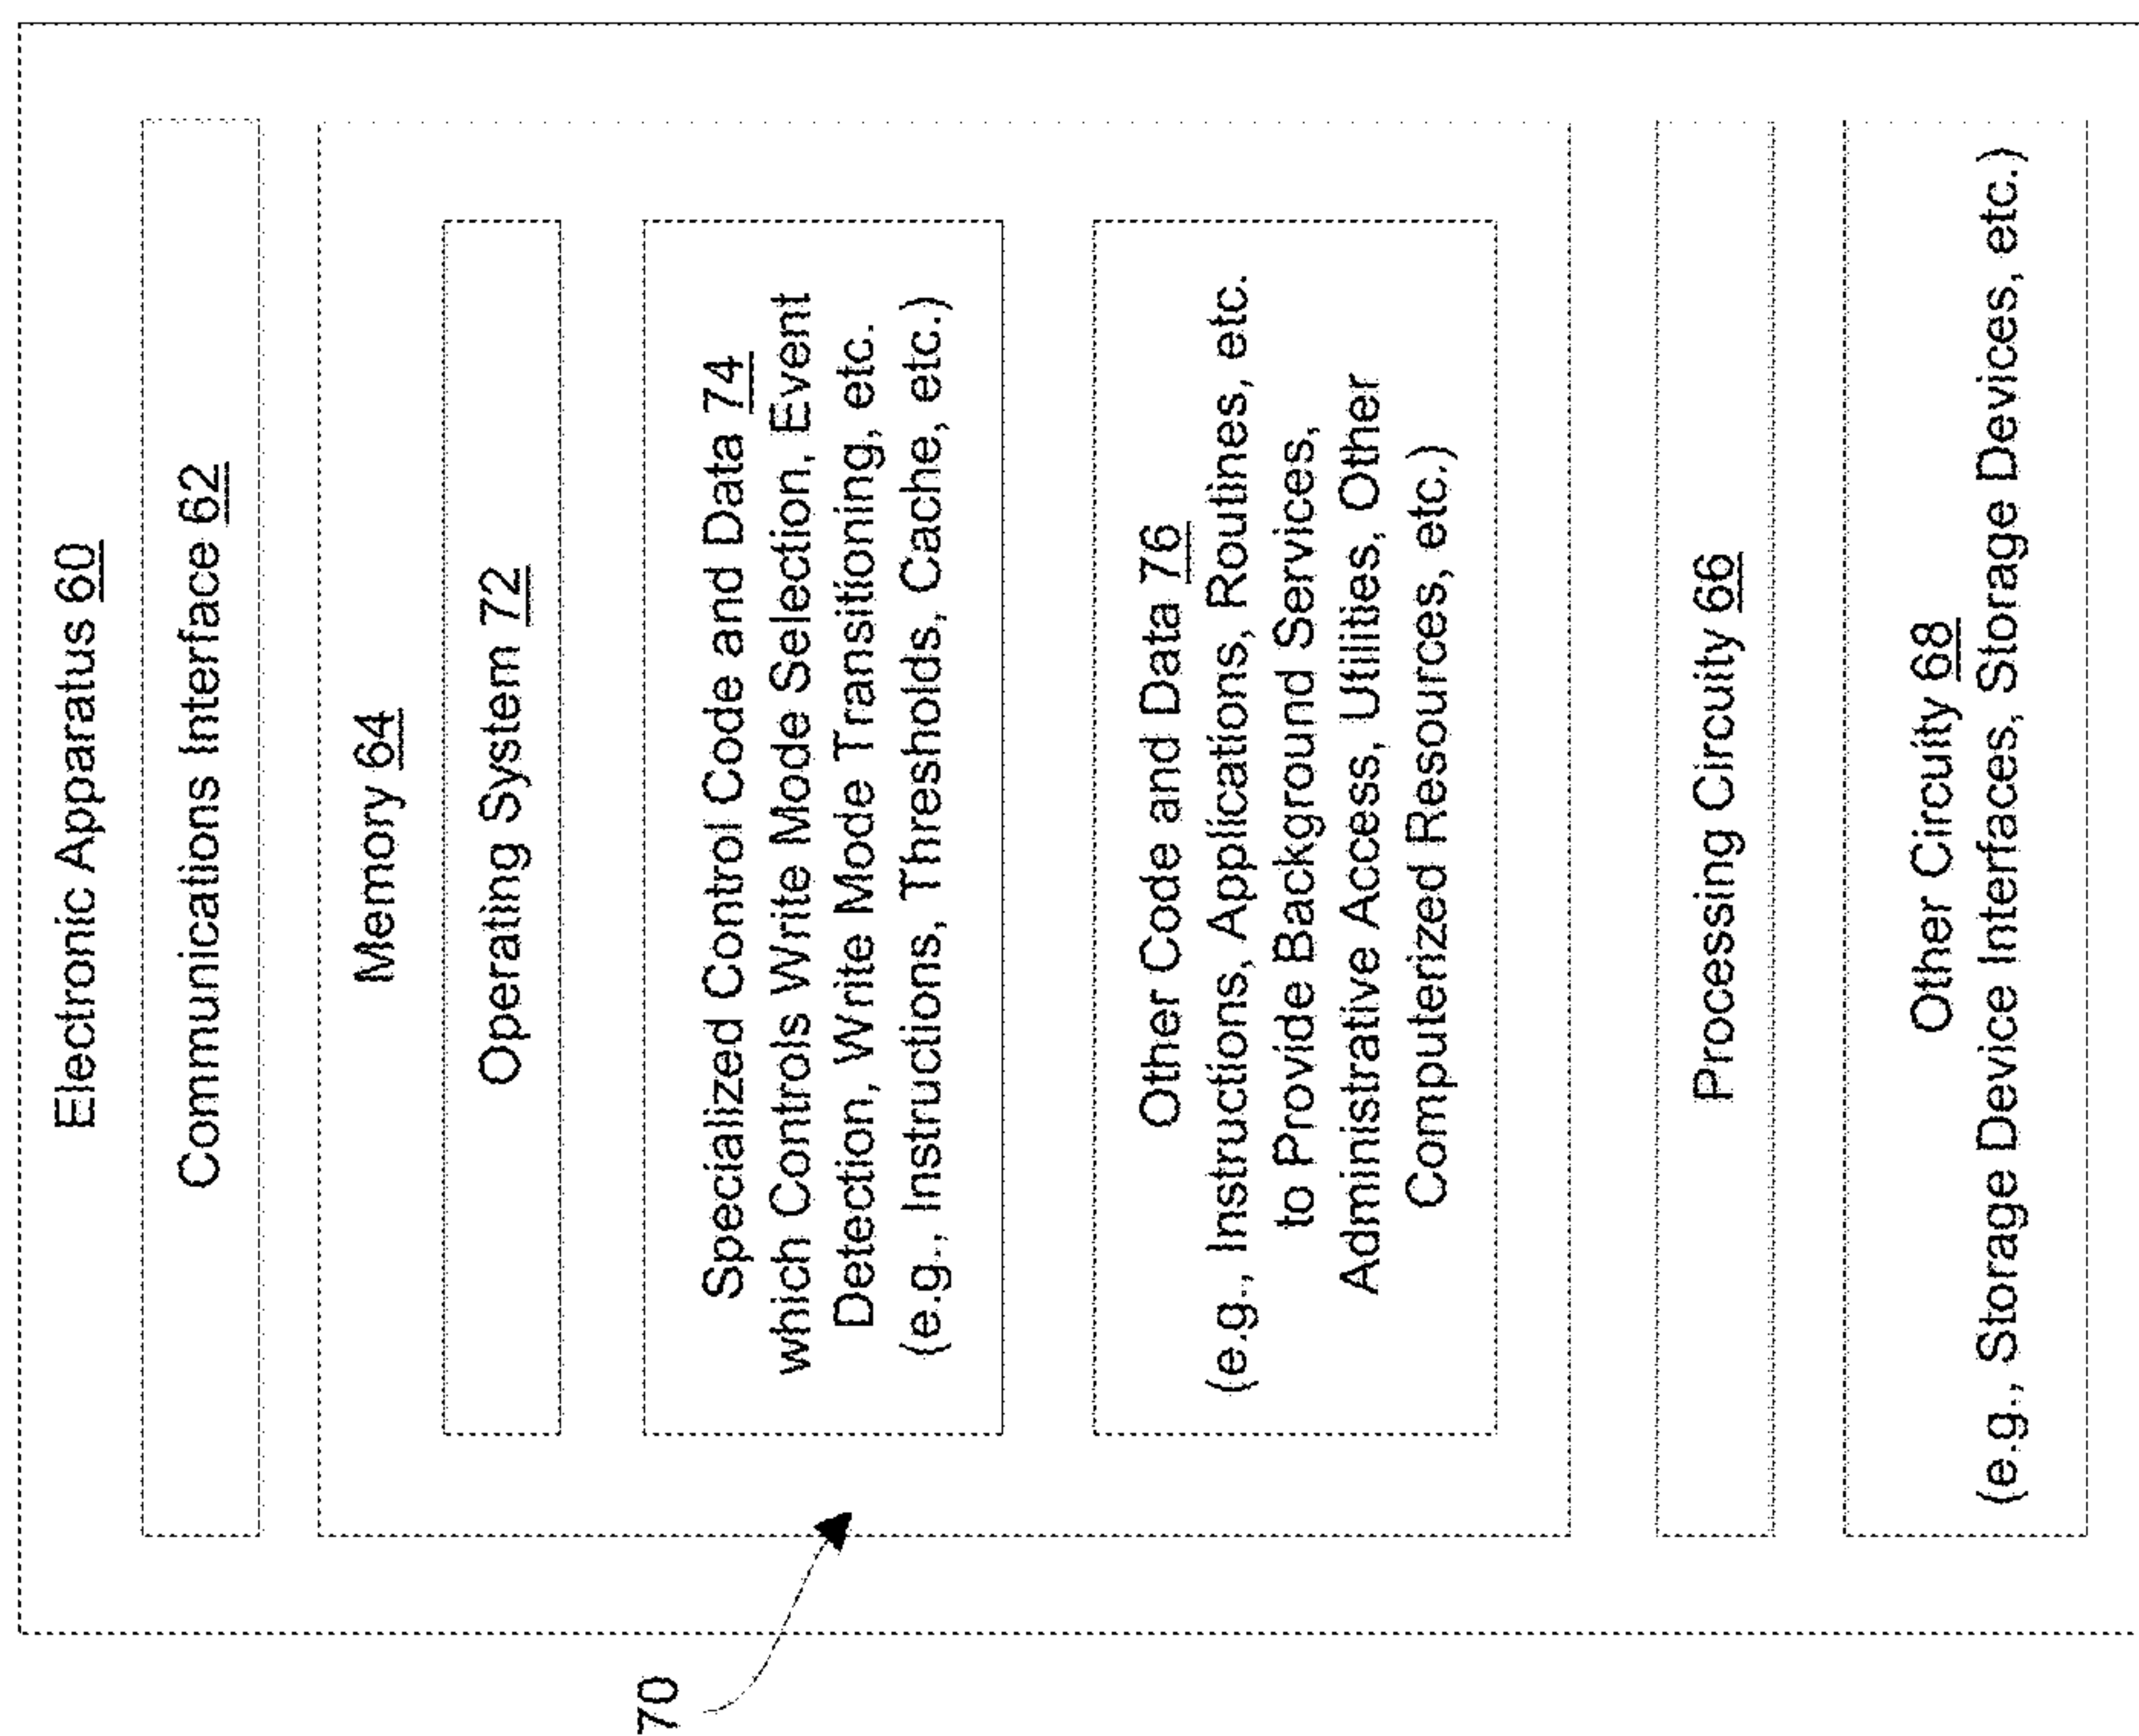 Electronic Apparatus 60
Communications Interface 62
Memory 64
Operating System 72
Specialized Control Code and Data 74
which Controls Write Mode Selection, Event
Detection, Write Mode Transitioning, etc.
(e.g., Instructions, Thresholds, Cache, etc.)
70
Other Code and Data 76
(e.g., Instructions, Applications, Routines, etc.
to Provide Background Services,
Administrative Access, Utilities, Other
Computerized Resources, etc.)
Processing Circuity 66
Other Circuity 68
(e.g., Storage Device Interfaces, Storage Devices, etc.)